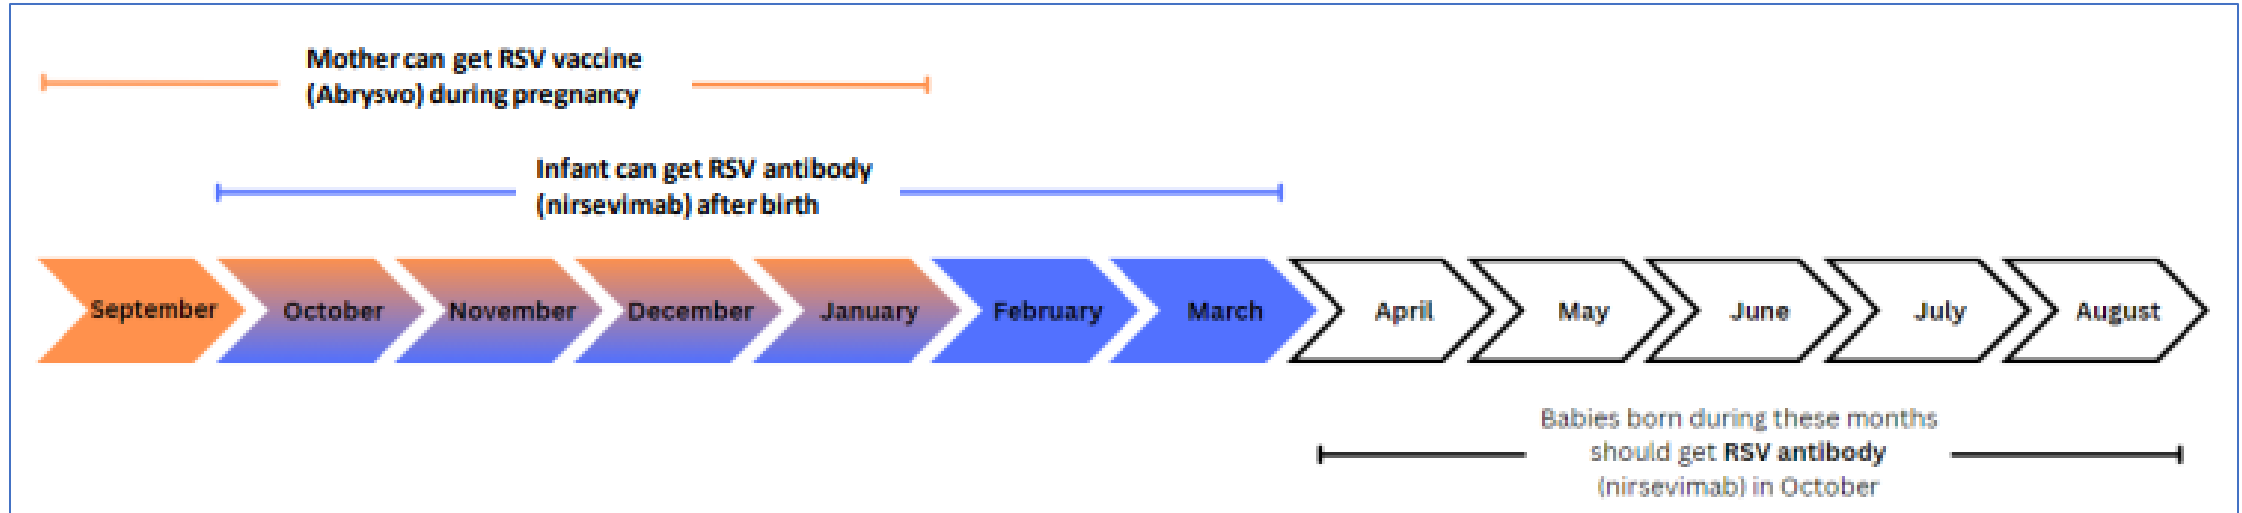 Mother can get RSV vaccine
(Abrysvo) during pregnancy
Infant can get RSV antibody
(nirsevimab) after birth
September
October
November
December
January
February
March
April
May
June
July
August
Babies born during these months
should get RSV antibody
(nirsevimab) in October